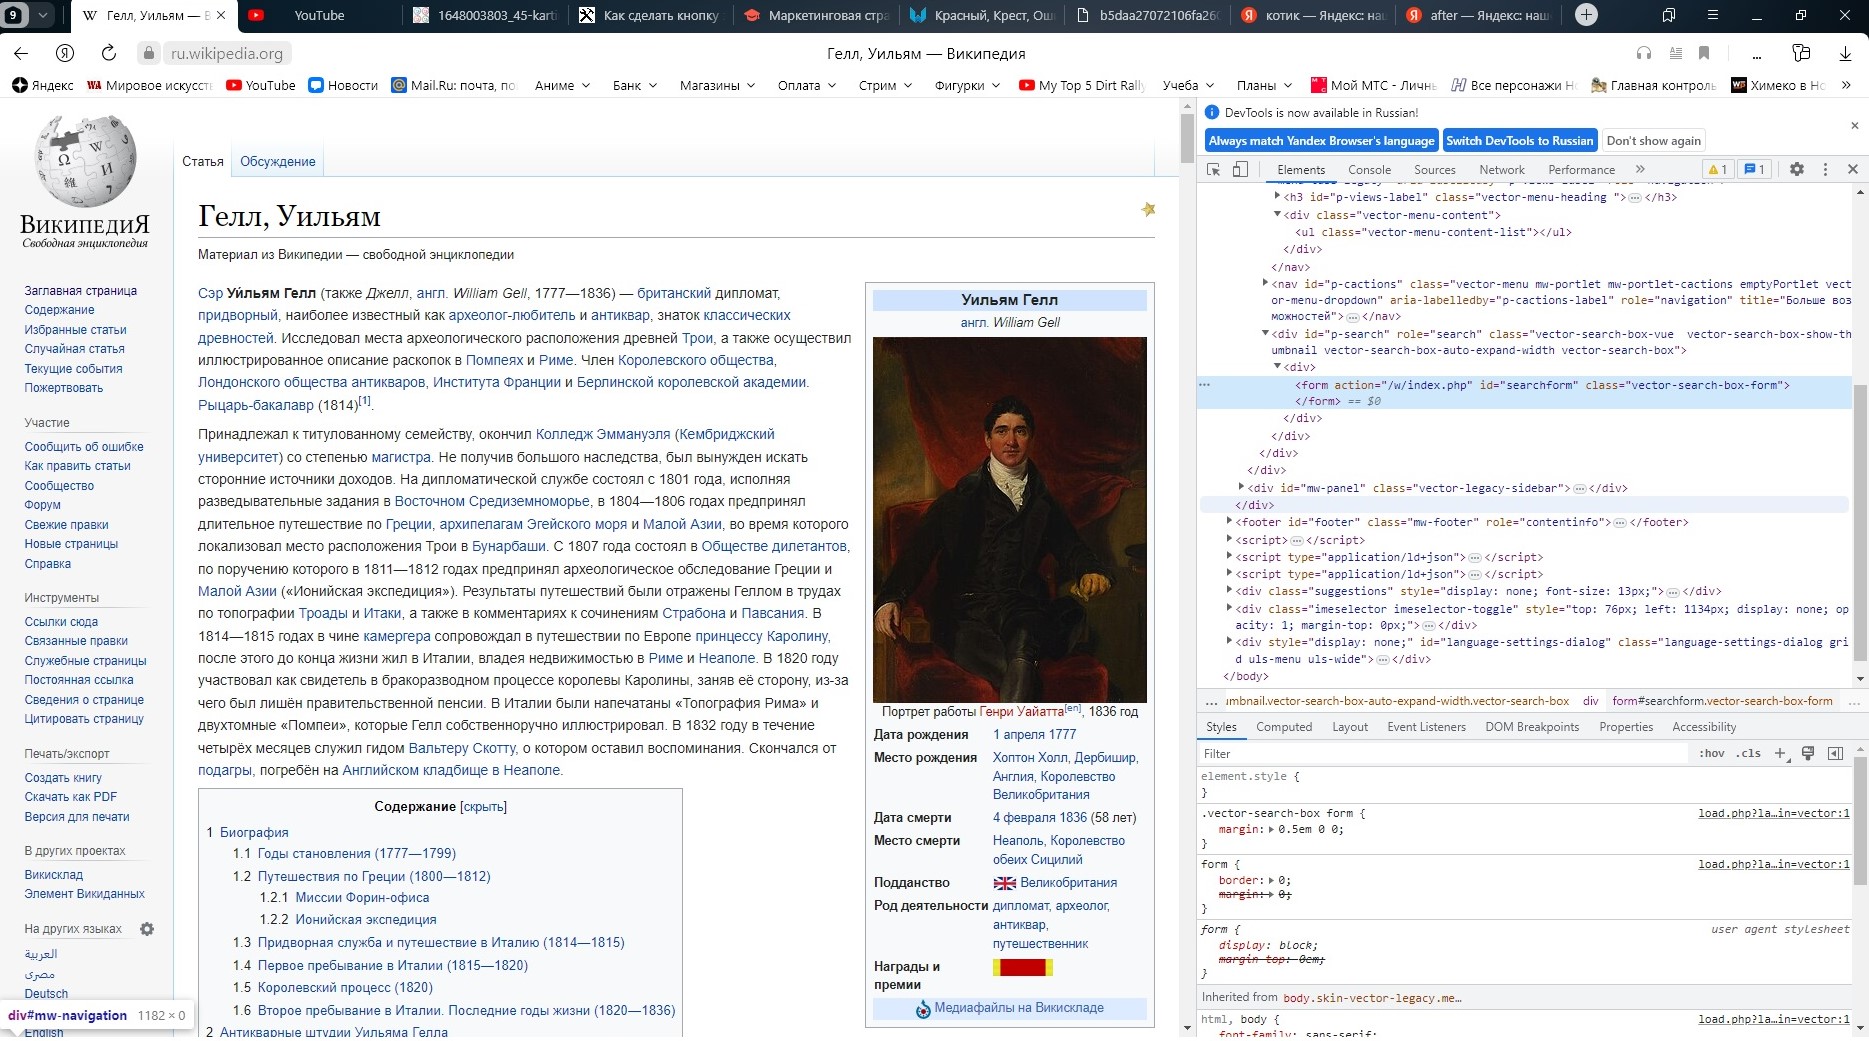 9
Гелл, Уильям — В
YouTube
1648003803_45-karti
Как сделать кнопку
Маркетинговая стра
Красный, Крест, Ош
b5daa27072106fa260
котик — Яндекс: наш
after — Яндекс: наш
ru.wikipedia.org
Гелл, Уильям — Википедия
Яндекс
Мировое искусст
YouTube
Новости
Mail.Ru: почта, по
Аниме
Банк
Магазины
Оплата
Стрим
Фигурки
My Top 5 Dirt Rally
Учеба
Планы
Мой МТС - Личн
Все персонажи Но
Главная контроль
Химеко в Но
ВикипедиЯ
Свободная энциклопедия
Заглавная страница
Содержание
Избранные статьи
Случайная статья
Текущие события
Пожертвовать
Участие
Сообщить об ошибке
Как править статьи
Сообщество
Форум
Свежие правки
Новые страницы
Справка
Инструменты
Ссылки сюда
Связанные правки
Служебные страницы
Постоянная ссылка
Сведения о странице
Цитировать страницу
Печать/экспорт
Создать книгу
Скачать как PDF
Версия для печати
В других проектах
Викисклад
Элемент Викиданных
На других языках
العربية
مصرى
Deutsch
div#mw-navigation 1182 × 0
English
Статья Обсуждение
Гелл, Уильям
Материал из Википедии — свободной энциклопедии
Сэр Уи́льям Гелл (также Джелл, англ. William Gell, 1777—1836) — британский дипломат,
придворный, наиболее известный как археолог-любитель и антиквар, знаток классических
древностей. Исследовал места археологического расположения древней Трои, а также осуществил
иллюстрированное описание раскопок в Помпеях и Риме. Член Королевского общества,
Лондонского общества антикваров, Института Франции и Берлинской королевской академии.
Рыцарь-бакалавр (1814)[1].
Принадлежал к титулованному семейству, окончил Колледж Эммануэля (Кембриджский
университет) со степенью магистра. Не получив большого наследства, был вынужден искать
сторонние источники доходов. На дипломатической службе состоял с 1801 года, исполняя
разведывательные задания в Восточном Средиземноморье, в 1804—1806 годах предпринял
длительное путешествие по Греции, архипелагам Эгейского моря и Малой Азии, во время которого
локализовал место расположения Трои в Бунарбаши. С 1807 года состоял в Обществе дилетантов,
по поручению которого в 1811—1812 годах предпринял археологическое обследование Греции и
Малой Азии («Ионийская экспедиция»). Результаты путешествий были отражены Геллом в трудах
по топографии Троады и Итаки, а также в комментариях к сочинениям Страбона и Павсания. В
1814—1815 годах в чине камергера сопровождал в путешествии по Европе принцессу Каролину,
после этого до конца жизни жил в Италии, владея недвижимостью в Риме и Неаполе. В 1820 году
участвовал как свидетель в бракоразводном процессе королевы Каролины, заняв её сторону, из-за
чего был лишён правительственной пенсии. В Италии были напечатаны «Топография Рима» и
двухтомные «Помпеи», которые Гелл собственноручно иллюстрировал. В 1832 году в течение
четырёх месяцев служил гидом Вальтеру Скотту, о котором оставил воспоминания. Скончался от
подагры, погребён на Английском кладбище в Неаполе.
Содержание [скрыть]
1 Биография
1.1 Годы становления (1777—1799)
1.2 Путешествия по Греции (1800—1812)
1.2.1 Миссии Форин-офиса
1.2.2 Ионийская экспедиция
1.3 Придворная служба и путешествие в Италию (1814—1815)
1.4 Первое пребывание в Италии (1815—1820)
1.5 Королевский процесс (1820)
1.6 Второе пребывание в Италии. Последние годы жизни (1820—1836)
2 Антикварные штудии Уильяма Гелла
Уильям Гелл
англ. William Gell
Портрет работы Генри Уайатта[en], 1836 год
Дата рождения 1 апреля 1777
Место рождения Хоптон Холл, Дербишир,
Англия, Королевство
Великобритания
Дата смерти 4 февраля 1836 (58 лет)
Место смерти Неаполь, Королевство
обеих Сицилий
Подданство Великобритания
Род деятельности дипломат, археолог,
антиквар,
путешественник
Награды и
премии
Медиафайлы на Викискладе
DevTools is now available in Russian!
Always match Yandex Browser's language Switch DevTools to Russian Don't show again
Elements Console Sources Network Performance » 1 1
<h3 id="p-views-label" class="vector-menu-heading ">…</h3>
<div class="vector-menu-content">
<ul class="vector-menu-content-list"></ul>
</div>
</nav>
<nav id="p-cactions" class="vector-menu mw-portlet mw-portlet-cactions emptyPortlet vect
or-menu-dropdown" aria-labelledby="p-cactions-label" role="navigation" title="Больше воз
можностей">…</nav>
<div id="p-search" role="search" class="vector-search-box-vue  vector-search-box-show-th
umbnail vector-search-box-auto-expand-width vector-search-box">
<div>
<form action="/w/index.php" id="searchform" class="vector-search-box-form">
</form> == $0
</div>
</div>
</div>
</div>
<div id="mw-panel" class="vector-legacy-sidebar">…</div>
</div>
<footer id="footer" class="mw-footer" role="contentinfo">…</footer>
<script>…</script>
<script type="application/ld+json">…</script>
<script type="application/ld+json">…</script>
<div class="suggestions" style="display: none; font-size: 13px;">…</div>
<div class="imeselector imeselector-toggle" style="top: 76px; left: 1134px; display: none; op
acity: 1; margin-top: 0px;">…</div>
<div style="display: none;" id="language-settings-dialog" class="language-settings-dialog gri
d uls-menu uls-wide">…</div>
</body>
… umbnail.vector-search-box-auto-expand-width.vector-search-box div form#searchform.vector-search-box-form …
Styles Computed Layout Event Listeners DOM Breakpoints Properties Accessibility
Filter :hov .cls
element.style {
}
.vector-search-box form { load.php?la…in=vector:1
margin: 0.5em 0 0;
}
form { load.php?la…in=vector:1
border: 0;
margin: 0;
}
form { user agent stylesheet
display: block;
margin-top: 0em;
}
Inherited from body.skin-vector-legacy.me…
html, body { load.php?la…in=vector:1
font-family: sans-serif;